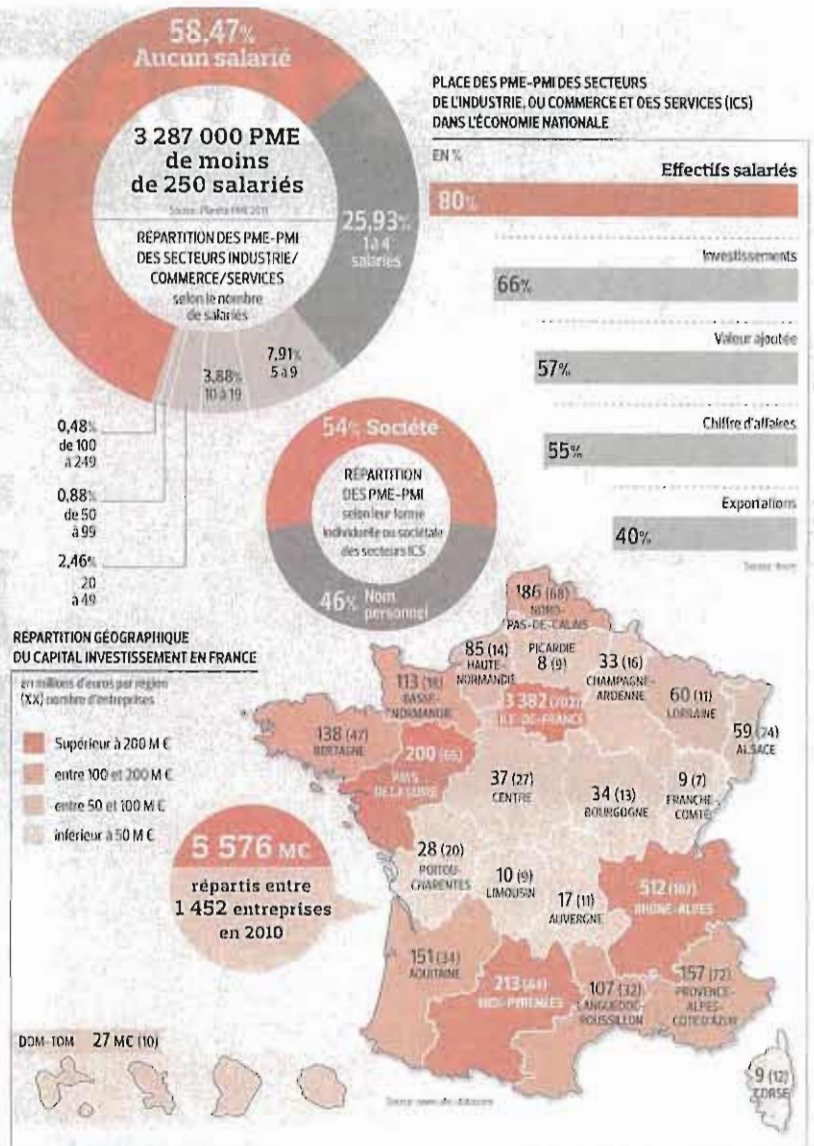 58,47%
Aucun salarié
3 287 000 PME
de moins
de 250 salariés
RÉPARTITION DES PME-PMI
DES SECTEURS INDUSTRIE/
COMMERCE/SERVICES
selon le nombre
de salariés
25,93%
1 à 4
salariés
7,91%
5 à 9
3,88%
10 à 19
0,48%
de 100
à 249
0,88%
de 50
à 99
2,46%
20
à 49
PLACE DES PME-PMI DES SECTEURS
DE L'INDUSTRIE, DU COMMERCE ET DES SERVICES (ICS)
DANS L'ÉCONOMIE NATIONALE
EN %
Effectifs salariés
80%
Investissements
66%
Valeur ajoutée
57%
Chiffre d'affaires
55%
Exportations
40%
54% Société
RÉPARTITION
DES PME-PMI
selon leur forme
individuelle ou sociétale
des secteurs ICS
46% Nom
personnel
RÉPARTITION GÉOGRAPHIQUE
DU CAPITAL INVESTISSEMENT EN FRANCE
en millions d'euros par région
(XX) nombre d'entreprises
Supérieur à 200 M €
entre 100 et 200 M €
entre 50 et 100 M €
inférieur à 50 M €
5 576 M€
répartis entre
1 452 entreprises
en 2010
186 (68)
NORD-
PAS-DE-CALAIS
85 (14)
HAUTE-
NORMANDIE
PICARDIE
8 (9)
33 (16)
CHAMPAGNE-
ARDENNE
113 (18)
BASSE-
NORMANDIE
3 382
ILE-DE-FRANCE
60 (11)
LORRAINE
59 (24)
ALSACE
138 (47)
BRETAGNE
200 (65)
PAYS
DE LA LOIRE
37 (27)
CENTRE
34 (13)
BOURGOGNE
9 (7)
FRANCHE-
COMTÉ
28 (20)
POITOU-
CHARENTES
10 (9)
LIMOUSIN
17 (11)
AUVERGNE
512
RHÔNE-ALPES
151 (34)
AQUITAINE
213
MIDI-PYRÉNÉES
107 (32)
LANGUEDOC-
ROUSSILLON
157 (72)
PROVENCE-
ALPES-
CÔTE D'AZUR
9 (12)
CORSE
DOM-TOM 27 M€ (10)